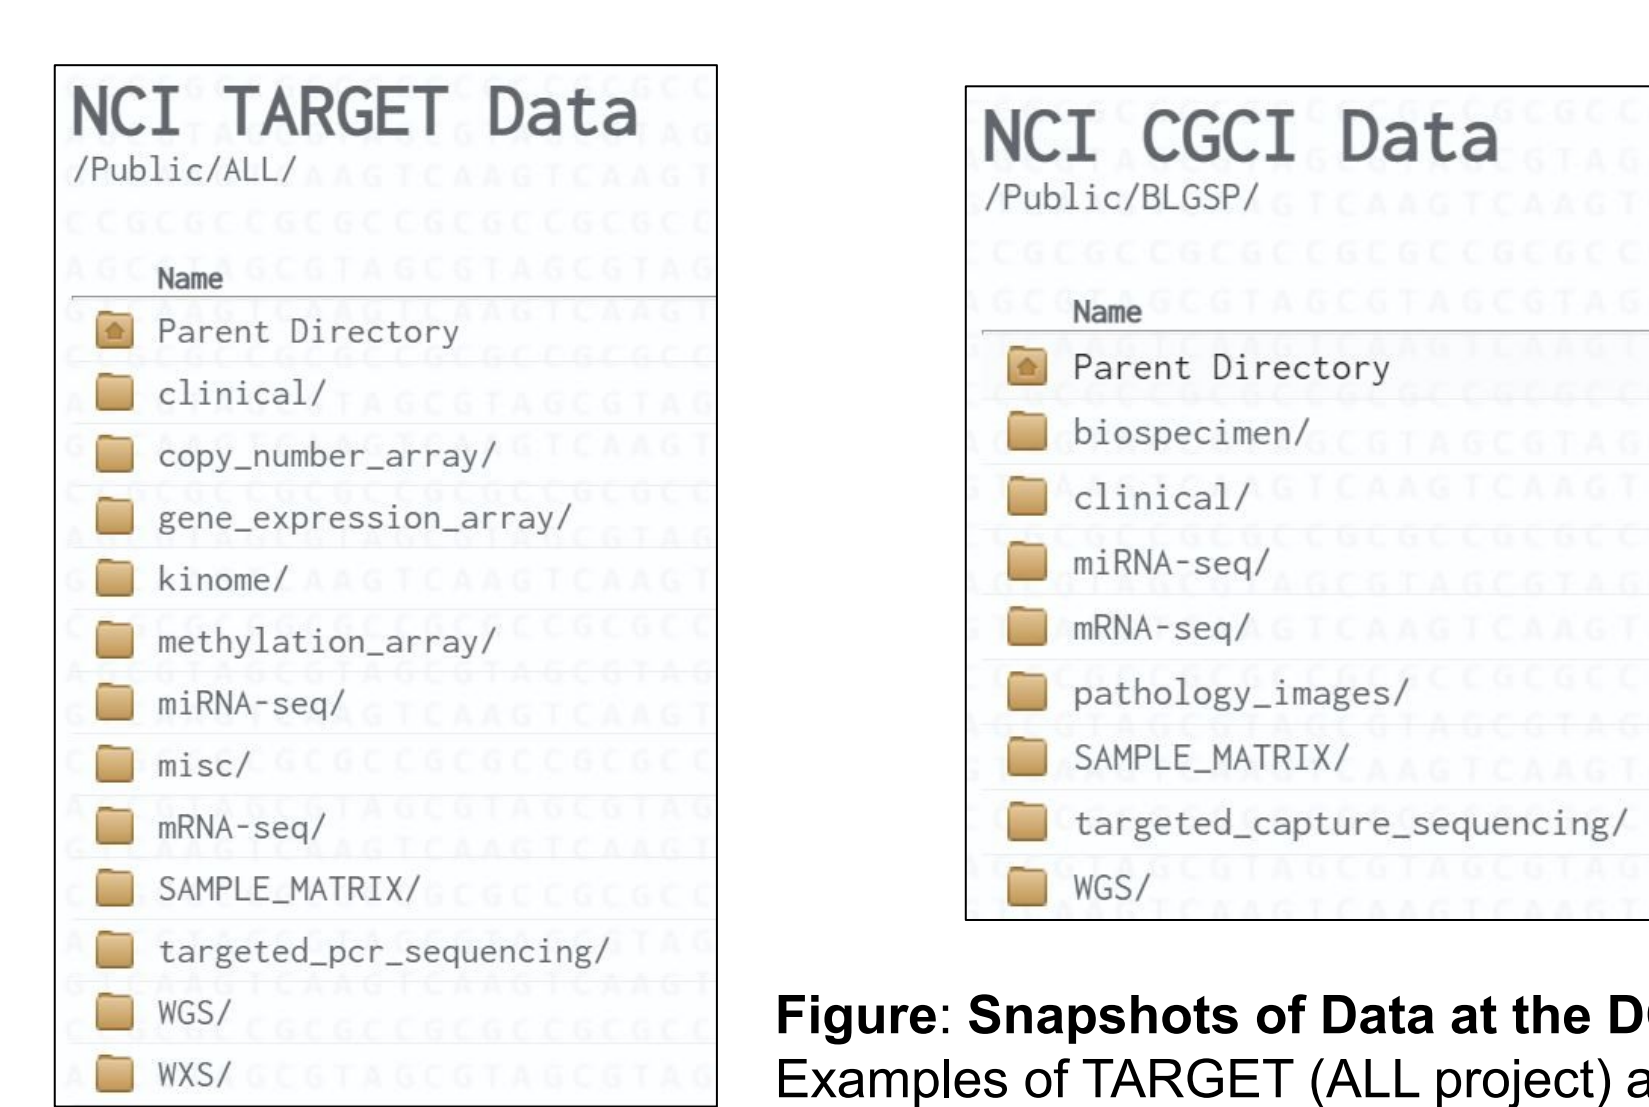 NCI TARGET Data
/Public/ALL/
Name
Parent Directory
clinical/
copy_number_array/
gene_expression_array/
kinome/
methylation_array/
miRNA-seq/
misc/
mRNA-seq/
SAMPLE_MATRIX/
targeted_pcr_sequencing/
WGS/
WXS/
NCI CGCI Data
/Public/BLGSP/
Name
Parent Directory
biospecimen/
clinical/
miRNA-seq/
mRNA-seq/
pathology_images/
SAMPLE_MATRIX/
targeted_capture_sequencing/
WGS/
Figure: Snapshots of Data at the
Examples of TARGET (ALL project)